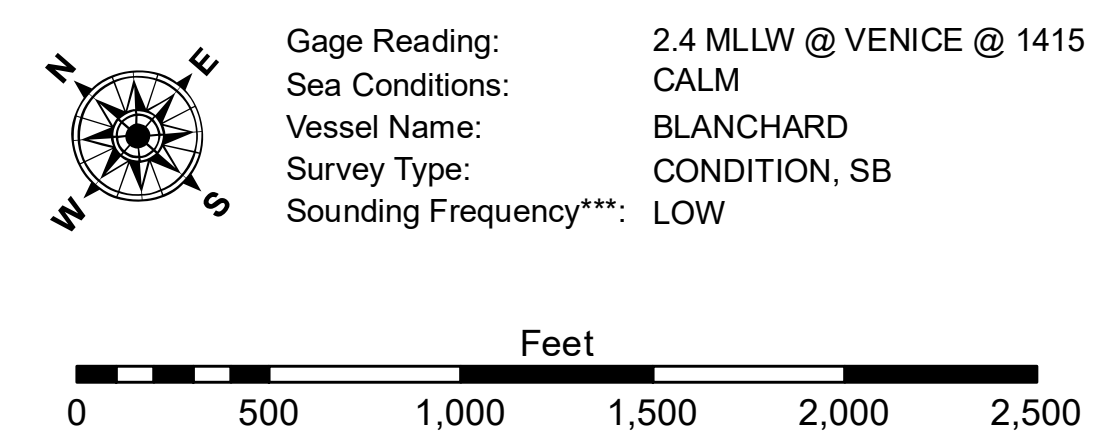 N E
W S
Gage Reading: 2.4 MLLW @ VENICE @ 1415
Sea Conditions: CALM
Vessel Name: BLANCHARD
Survey Type: CONDITION, SB
Sounding Frequency***: LOW
Feet
0 500 1,000 1,500 2,000 2,500